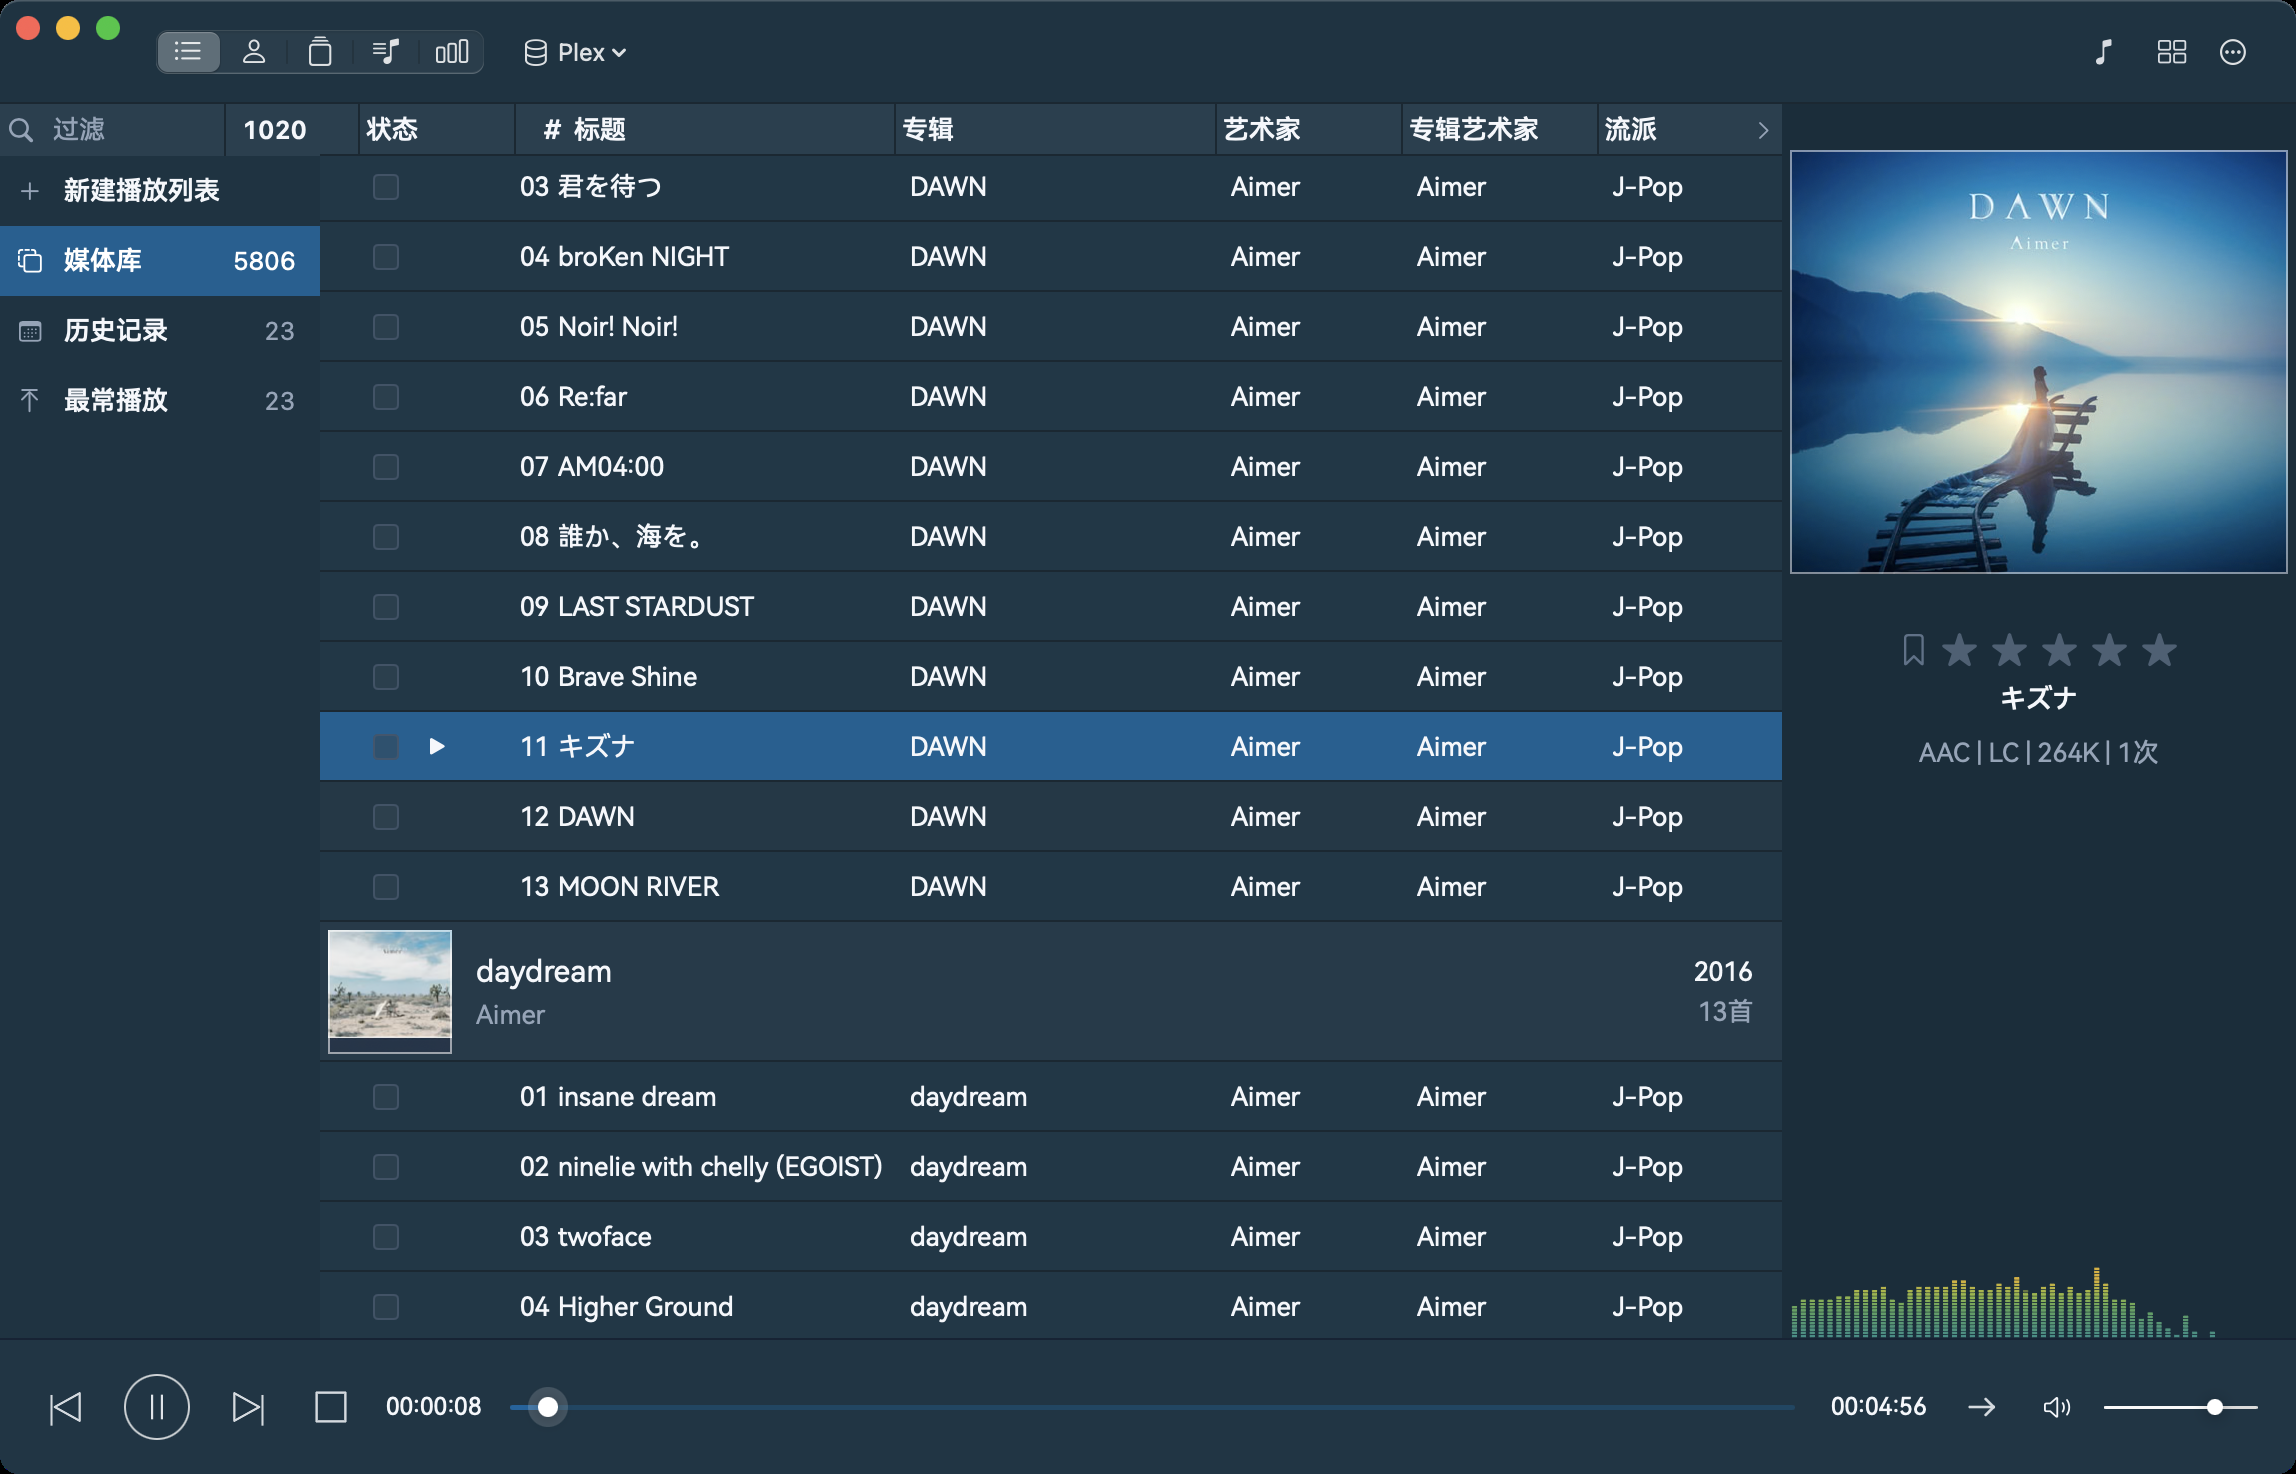 Plex
过滤 1020 状态 # 标题 专辑 艺术家 专辑艺术家 流派
新建播放列表
媒体库 5806
历史记录 23
最常播放 23
03 君を待つ DAWN Aimer Aimer J-Pop
04 broKen NIGHT DAWN Aimer Aimer J-Pop
05 Noir! Noir! DAWN Aimer Aimer J-Pop
06 Re:far DAWN Aimer Aimer J-Pop
07 AM04:00 DAWN Aimer Aimer J-Pop
08 誰か、海を。 DAWN Aimer Aimer J-Pop
09 LAST STARDUST DAWN Aimer Aimer J-Pop
10 Brave Shine DAWN Aimer Aimer J-Pop
11 キズナ DAWN Aimer Aimer J-Pop
12 DAWN DAWN Aimer Aimer J-Pop
13 MOON RIVER DAWN Aimer Aimer J-Pop
daydream 2016
Aimer 13首
01 insane dream daydream Aimer Aimer J-Pop
02 ninelie with chelly (EGOIST) daydream Aimer Aimer J-Pop
03 twoface daydream Aimer Aimer J-Pop
04 Higher Ground daydream Aimer Aimer J-Pop
DAWN
Aimer
キズナ
AAC | LC | 264K | 1次
00:00:08 00:04:56